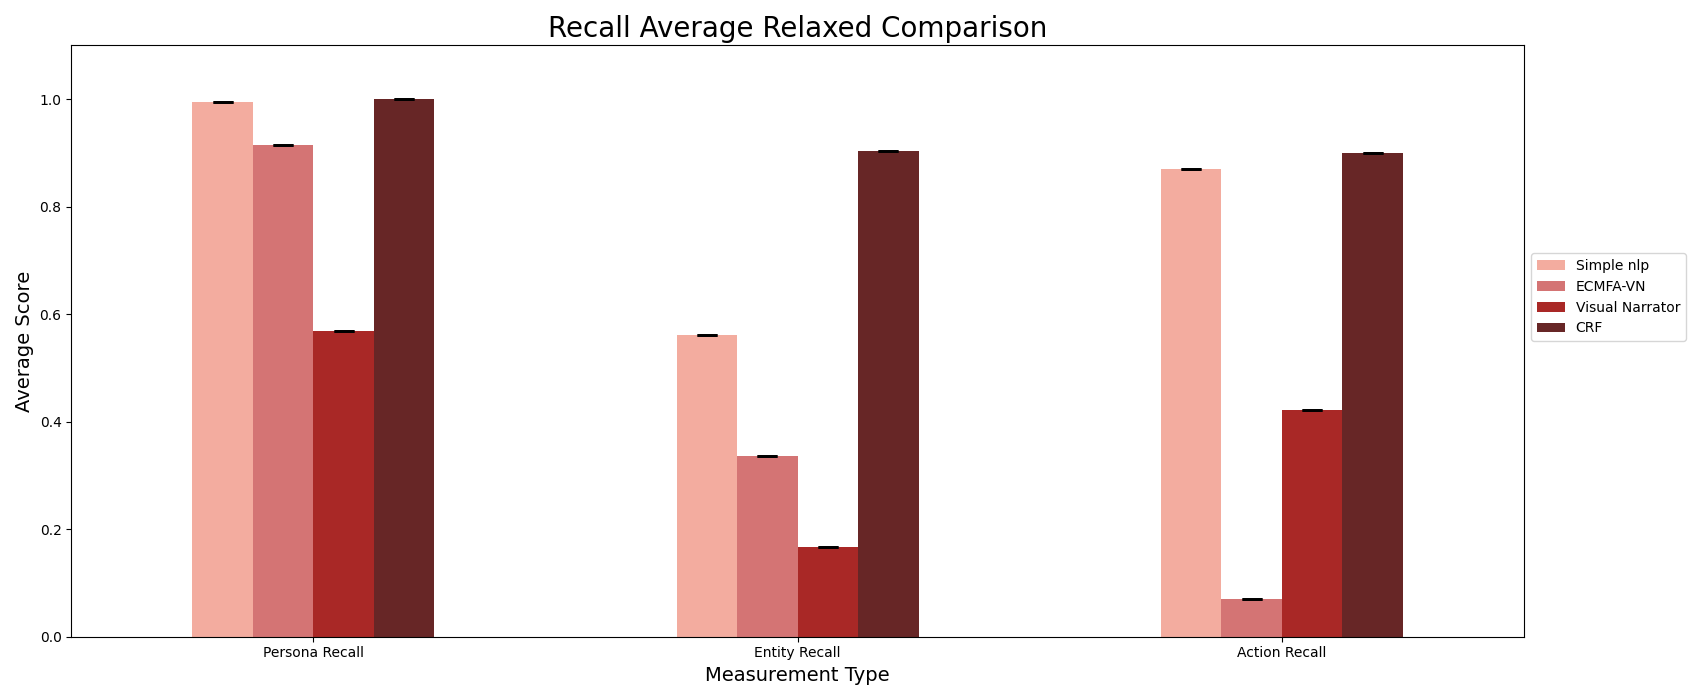 Recall Average Relaxed Comparison
Average Score
1.0
0.8
0.6
0.4
0.2
0.0
Persona Recall
Entity Recall
Action Recall
Measurement Type
Simple nlp
ECMFA-VN
Visual Narrator
CRF